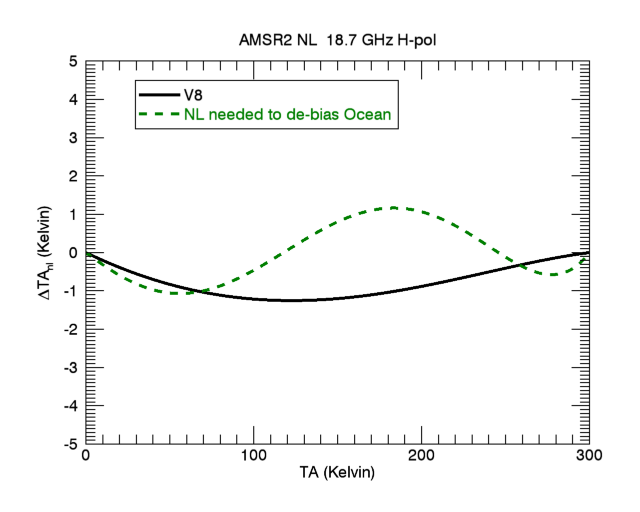 AMSR2 NL  18.7 GHz H-pol
V8
NL needed to de-bias Ocean
5
4
3
2
1
0
-1
-2
-3
-4
-5
ΔTAnl (Kelvin)
0 100 200 300
TA (Kelvin)